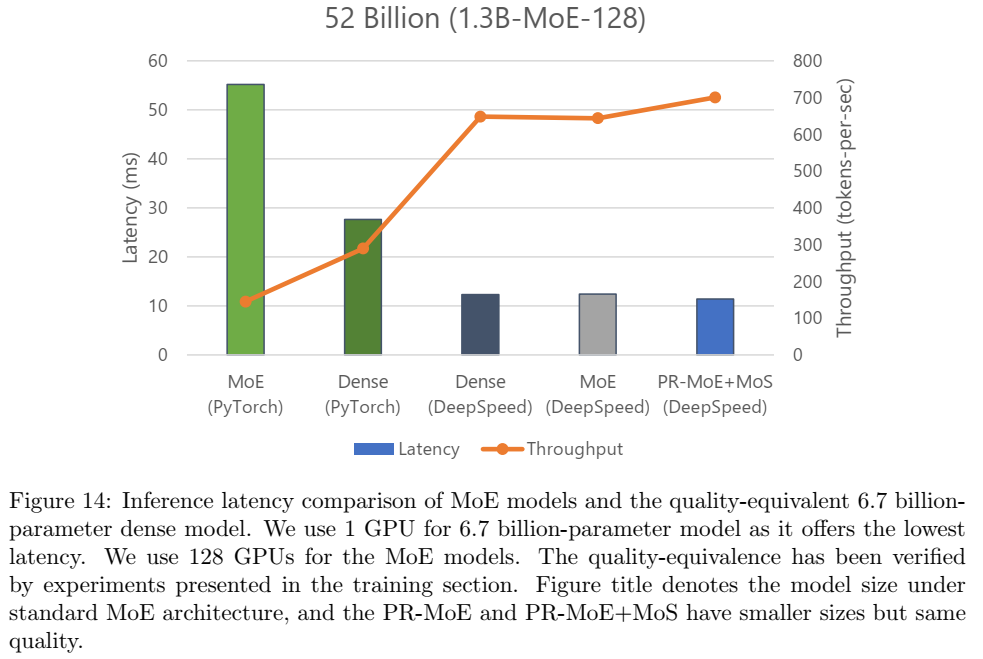 52 Billion (1.3B-MoE-128)
60
50
40
30
20
10
0
Latency (ms)
800
700
600
500
400
300
200
100
0
Throughput (tokens-per-sec)
MoE
(PyTorch)
Dense
(PyTorch)
Dense
(DeepSpeed)
MoE
(DeepSpeed)
PR-MoE+MoS
(DeepSpeed)
Latency
Throughput
Figure 14: Inference latency comparison of MoE models and the quality-equivalent 6.7 billion-
parameter dense model. We use 1 GPU for 6.7 billion-parameter model as it offers the lowest
latency. We use 128 GPUs for the MoE models. The quality-equivalence has been verified
by experiments presented in the training section. Figure title denotes the model size under
standard MoE architecture, and the PR-MoE and PR-MoE+MoS have smaller sizes but same
quality.